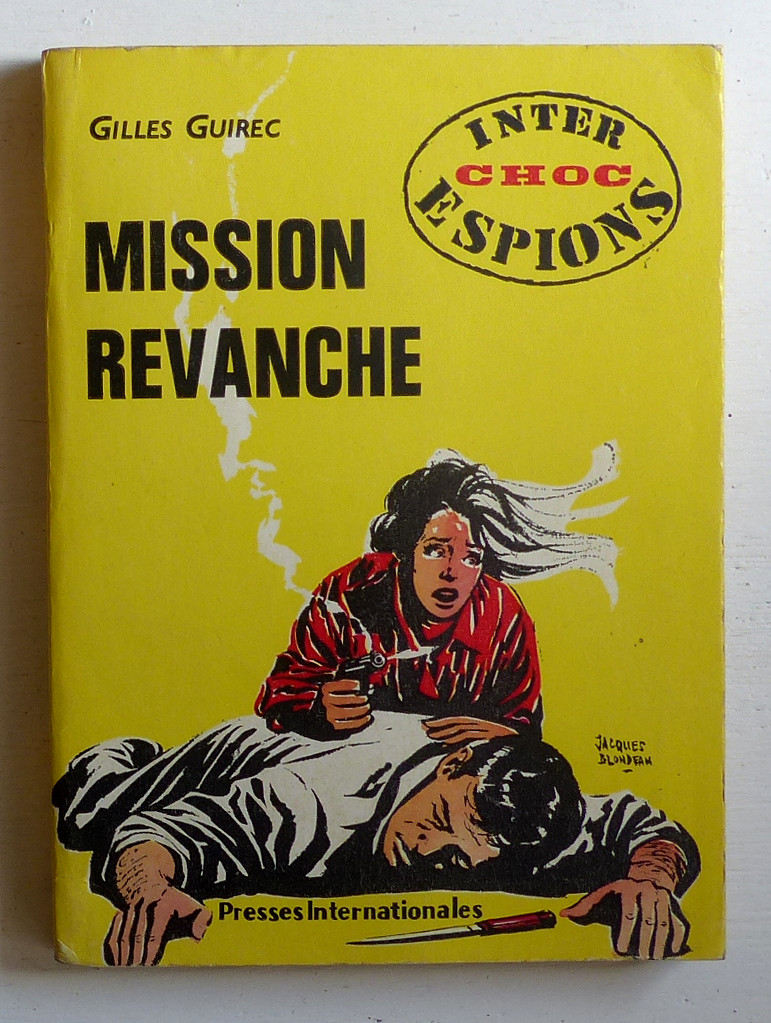 GILLES GUIREC
INTER
CHOC
ESPIONS
MISSION
REVANCHE
JACQUES
BLONDEAU
Presses Internationales